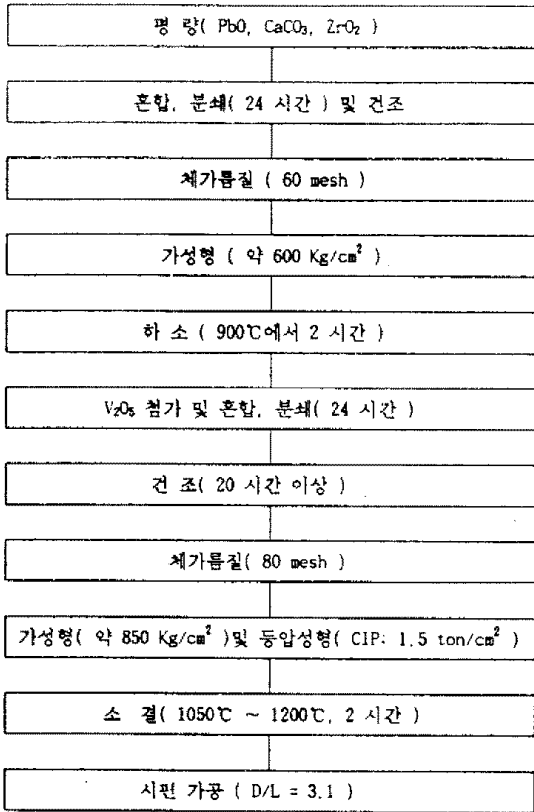 평 량( PbO, CaCO₃, ZrO₂ )
혼합, 분쇄( 24 시간 ) 및 건조
체가름질 ( 60 mesh )
가성형 ( 약 600 Kg/cm² )
하 소 ( 900℃에서 2 시간 )
V₂O₅ 첨가 및 혼합, 분쇄( 24 시간 )
건 조( 20 시간 이상 )
체가름질( 80 mesh )
가성형( 약 850 Kg/cm² )및 등압성형( CIP: 1.5 ton/cm² )
소 결( 1050℃ ~ 1200℃, 2 시간 )
시편 가공 ( D/L = 3.1 )